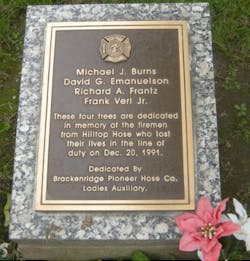 Michael J. Burns
David G. Emanuelson
Richard A. Frantz
Frank Veri Jr.
These four trees are dedicated
in memory of the firemen
from Hilltop Hose who lost
their lives in the line of
duty on Dec. 20, 1991.
Dedicated By
Brackenridge Pioneer Hose Co.
Ladies Auxiliary.